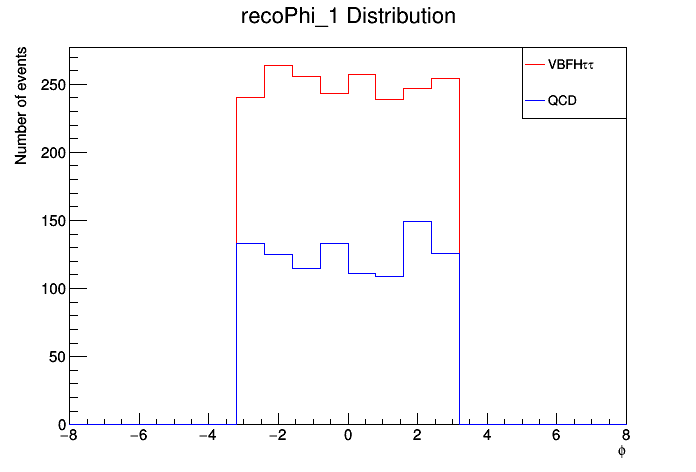 recoPhi_1 Distribution
Number of events
VBFHττ
QCD
250
200
150
100
50
0
−8 −6 −4 −2 0 2 4 6 8
ϕ